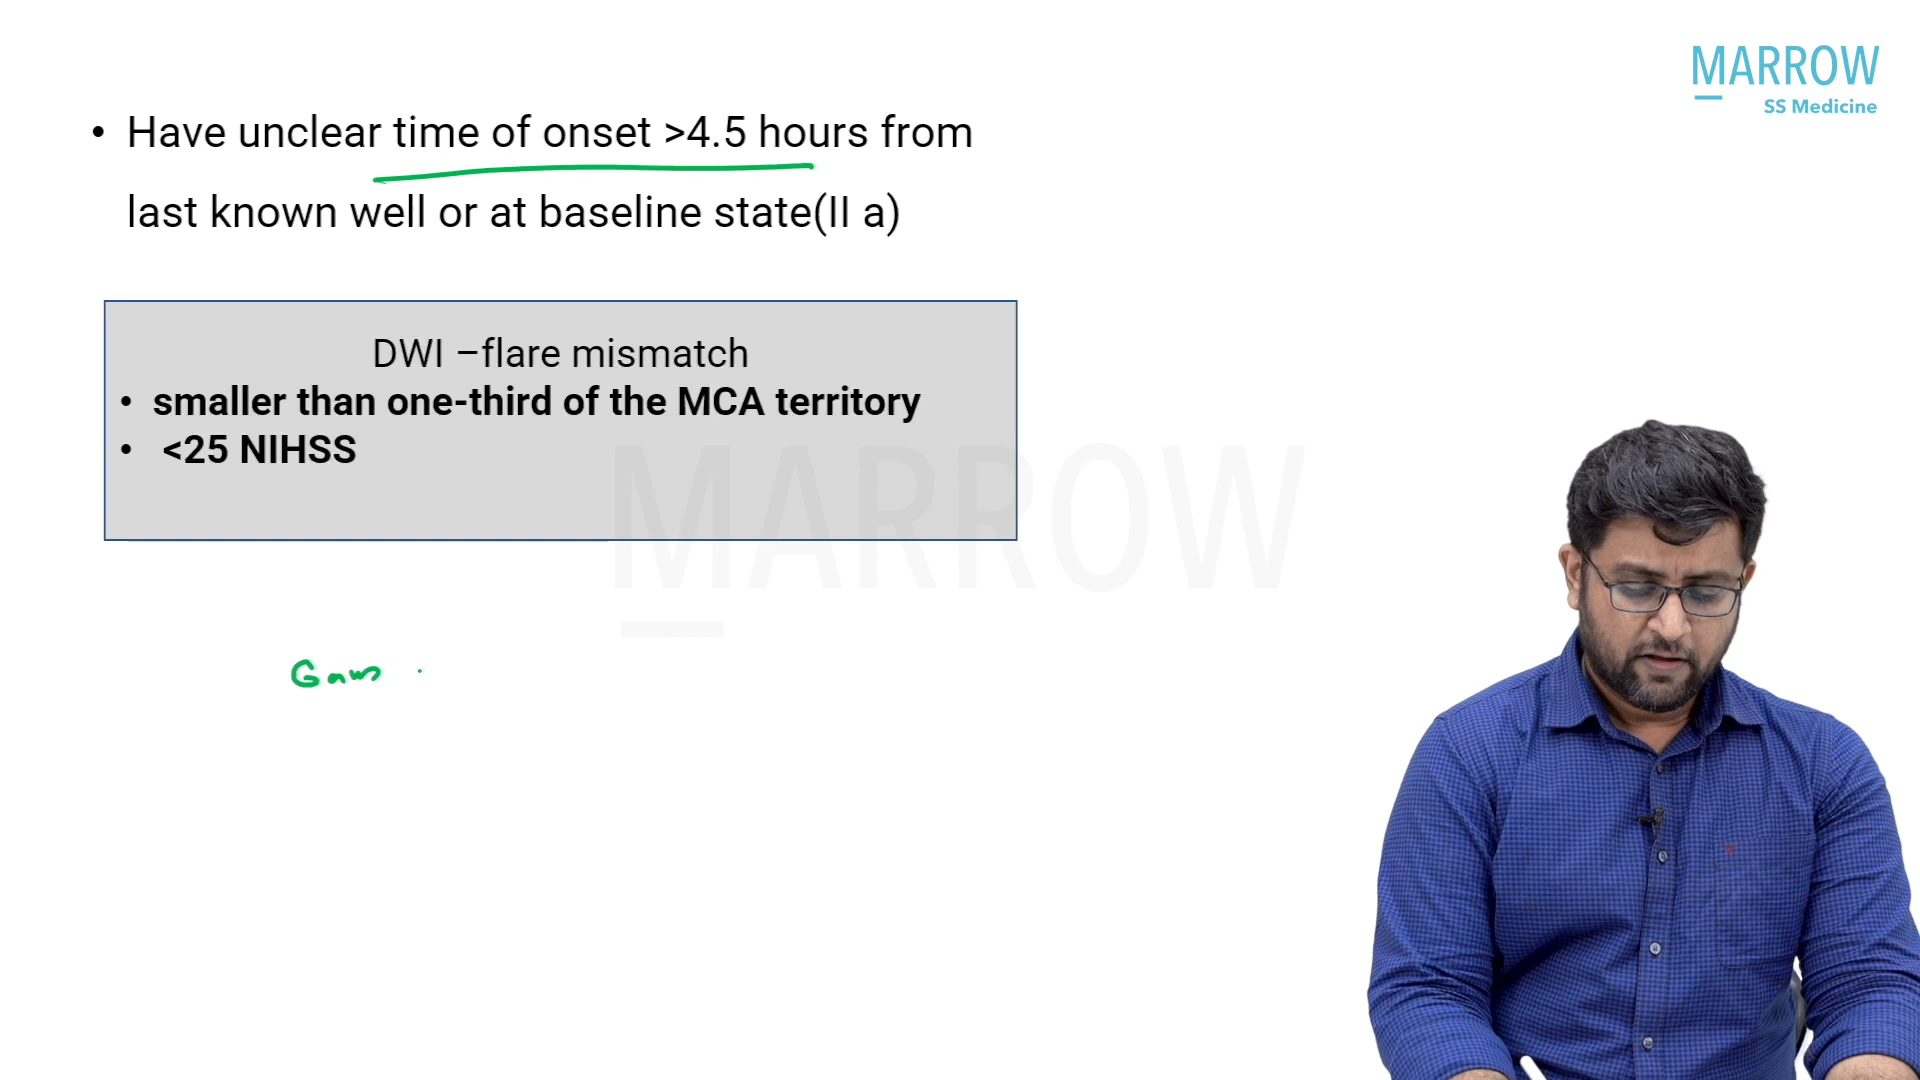 MARROW
SS Medicine
• Have unclear time of onset >4.5 hours from
last known well or at baseline state(II a)
DWI –flare mismatch
• smaller than one-third of the MCA territory
• <25 NIHSS
MARROW